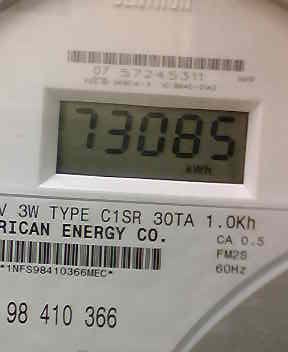 07 57245311
73085
kWh
V 3W TYPE C1SR 30TA 1.0Kh
RICAN ENERGY CO.
CA 0.5
FM2S
60Hz
*1NFS98410366MEC*
98 410 366